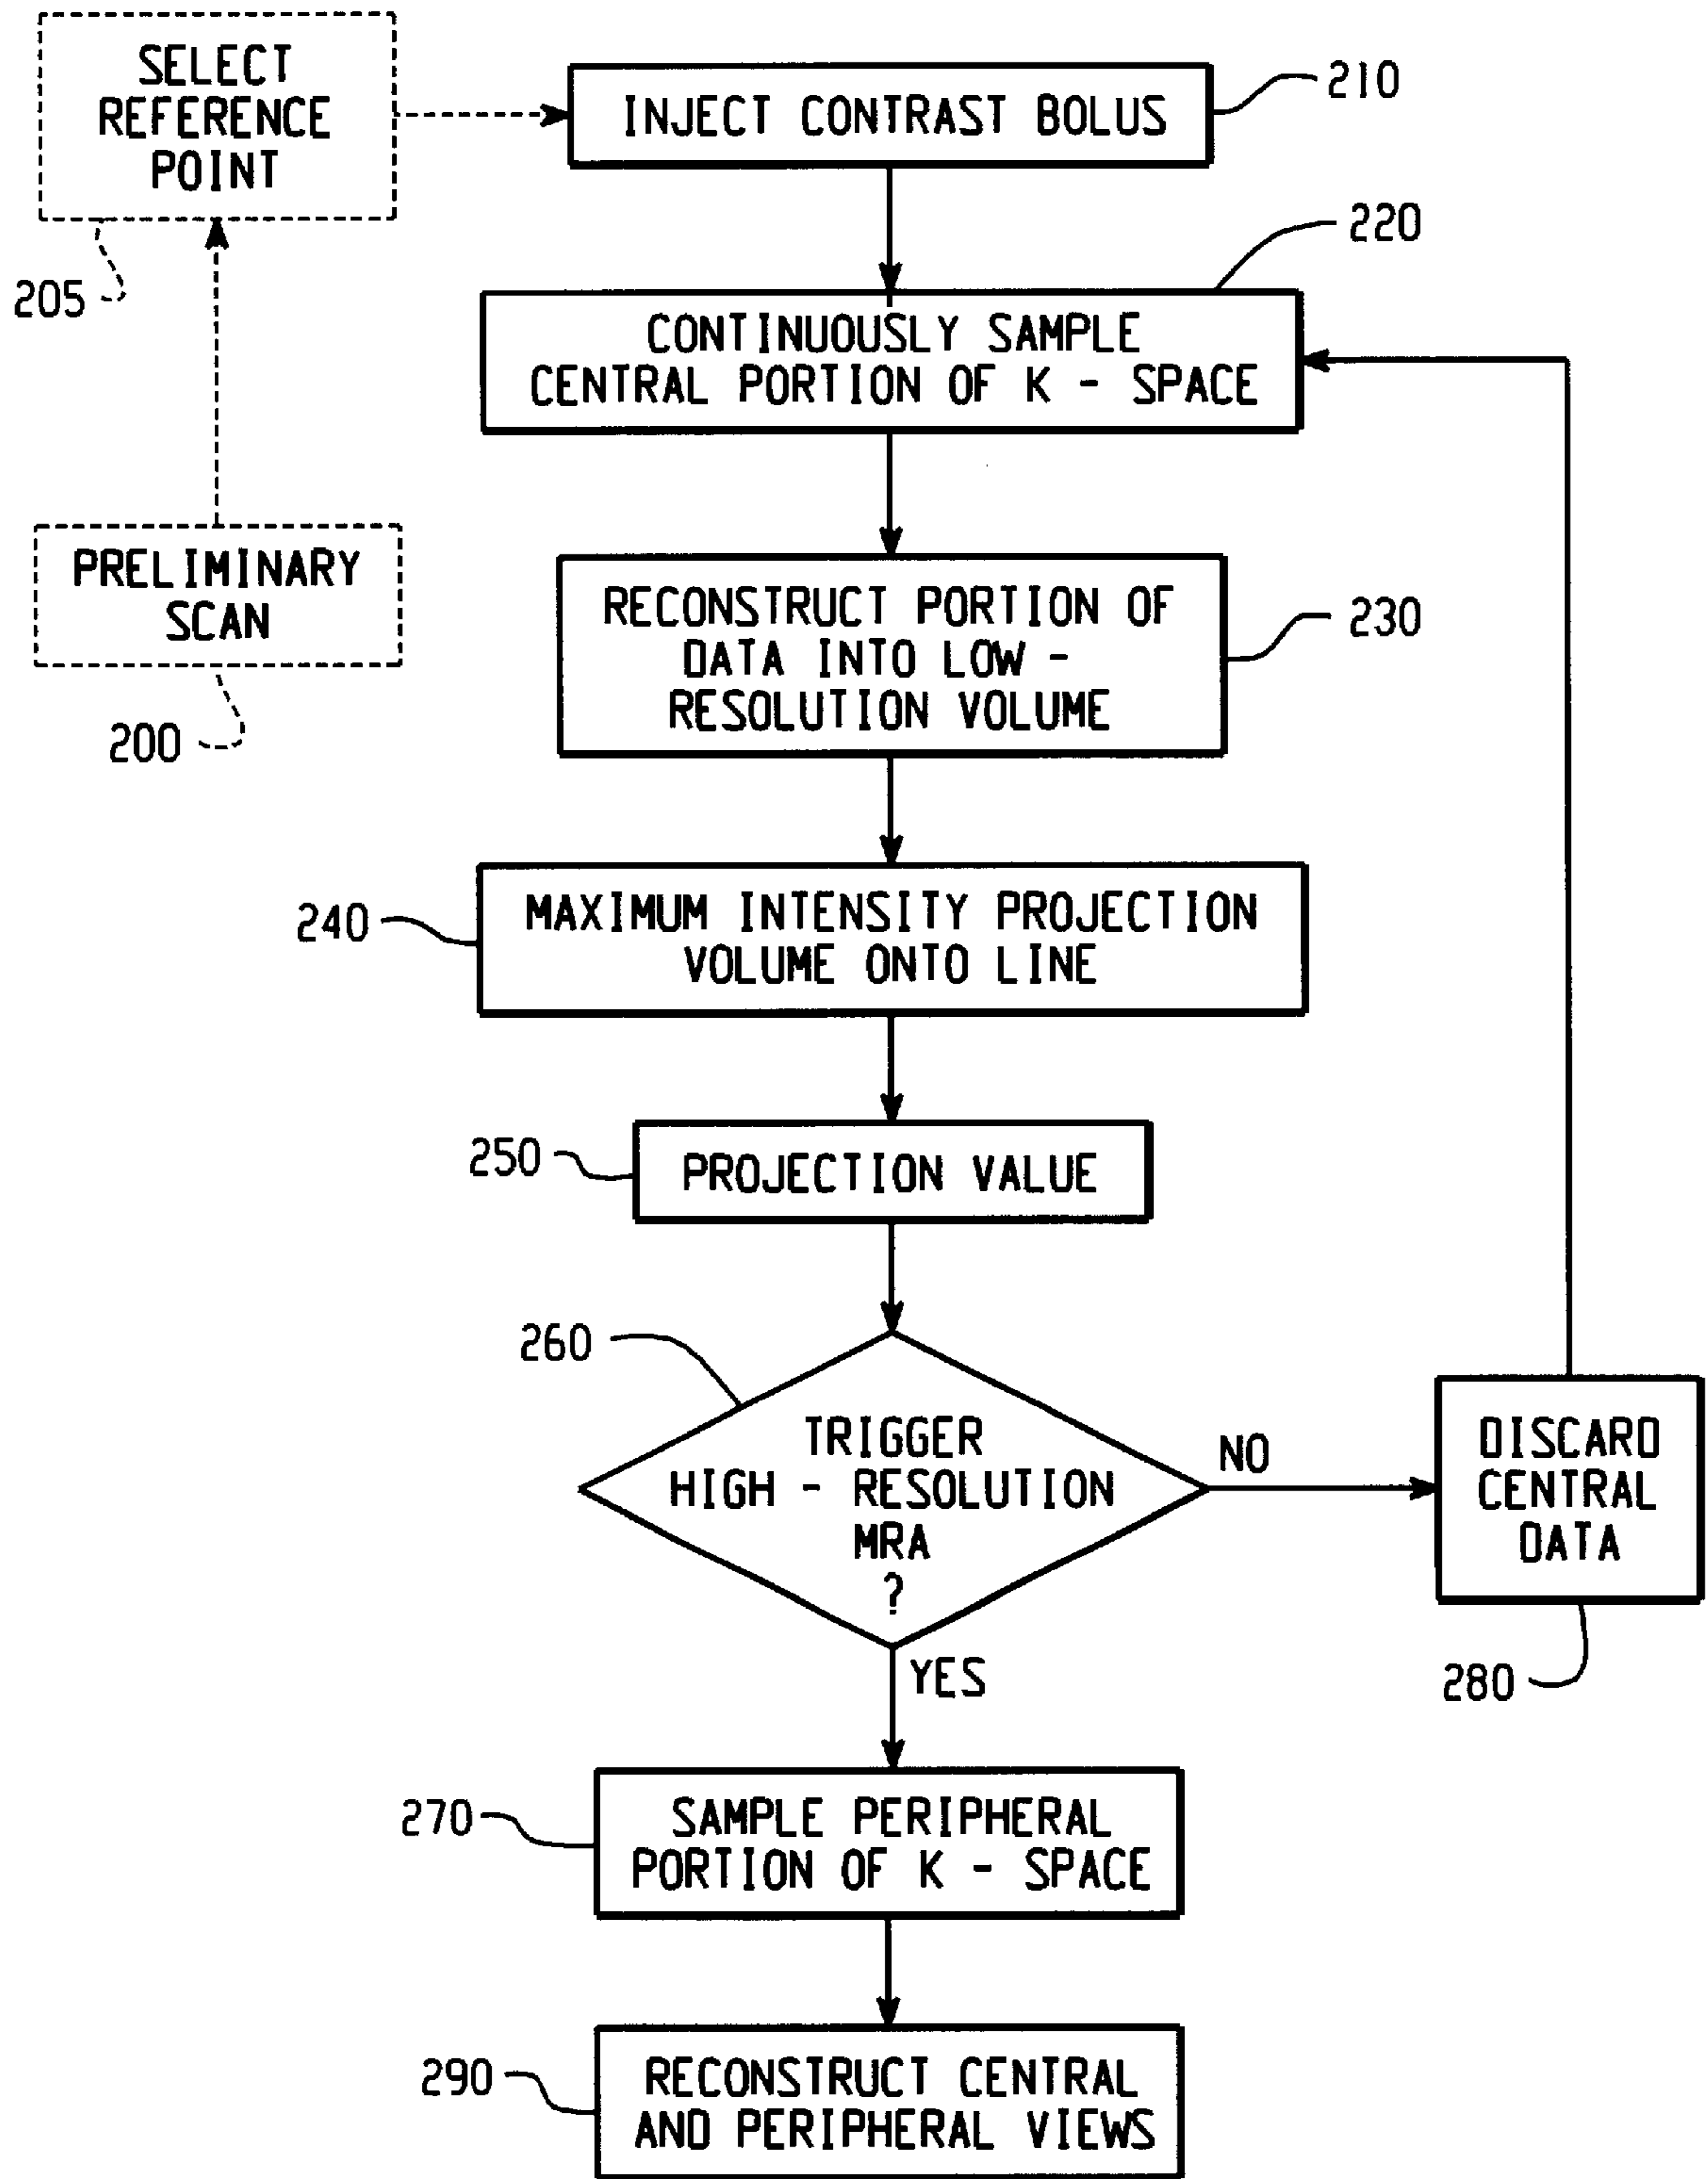 SELECT
REFERENCE
POINT
205
PRELIMINARY
SCAN
200
INJECT CONTRAST BOLUS
210
220
CONTINUOUSLY SAMPLE
CENTRAL PORTION OF K - SPACE
RECONSTRUCT PORTION OF
DATA INTO LOW -
RESOLUTION VOLUME
230
240
MAXIMUM INTENSITY PROJECTION
VOLUME ONTO LINE
250
PROJECTION VALUE
260
TRIGGER
HIGH - RESOLUTION
MRA
?
NO
DISCARD
CENTRAL
DATA
280
YES
270
SAMPLE PERIPHERAL
PORTION OF K - SPACE
290
RECONSTRUCT CENTRAL
AND PERIPHERAL VIEWS